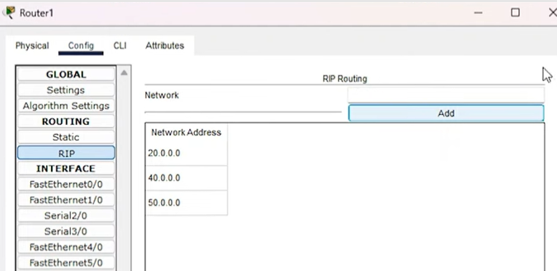 Router1
Physical Config CLI Attributes
GLOBAL
Settings
Algorithm Settings
ROUTING
Static
RIP
INTERFACE
FastEthernet0/0
FastEthernet1/0
Serial2/0
Serial3/0
FastEthernet4/0
FastEthernet5/0
RIP Routing
Network
Add
Network Address
20.0.0.0
40.0.0.0
50.0.0.0